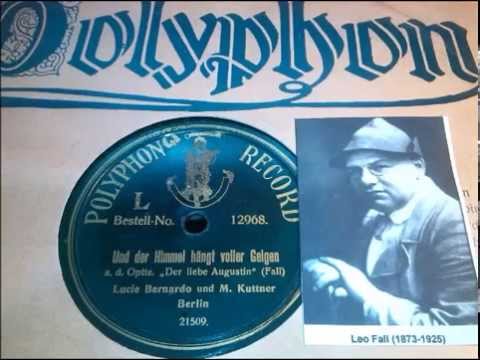 Polyphon
POLYPHON RECORD
L
Bestell-No. 12968.
Und der Himmel hängt voller Geigen
a. d. Optte. „Der liebe Augustin" (Fall)
Lucie Bernardo und M. Kuttner
Berlin
21509.
Leo Fall (1873-1925)